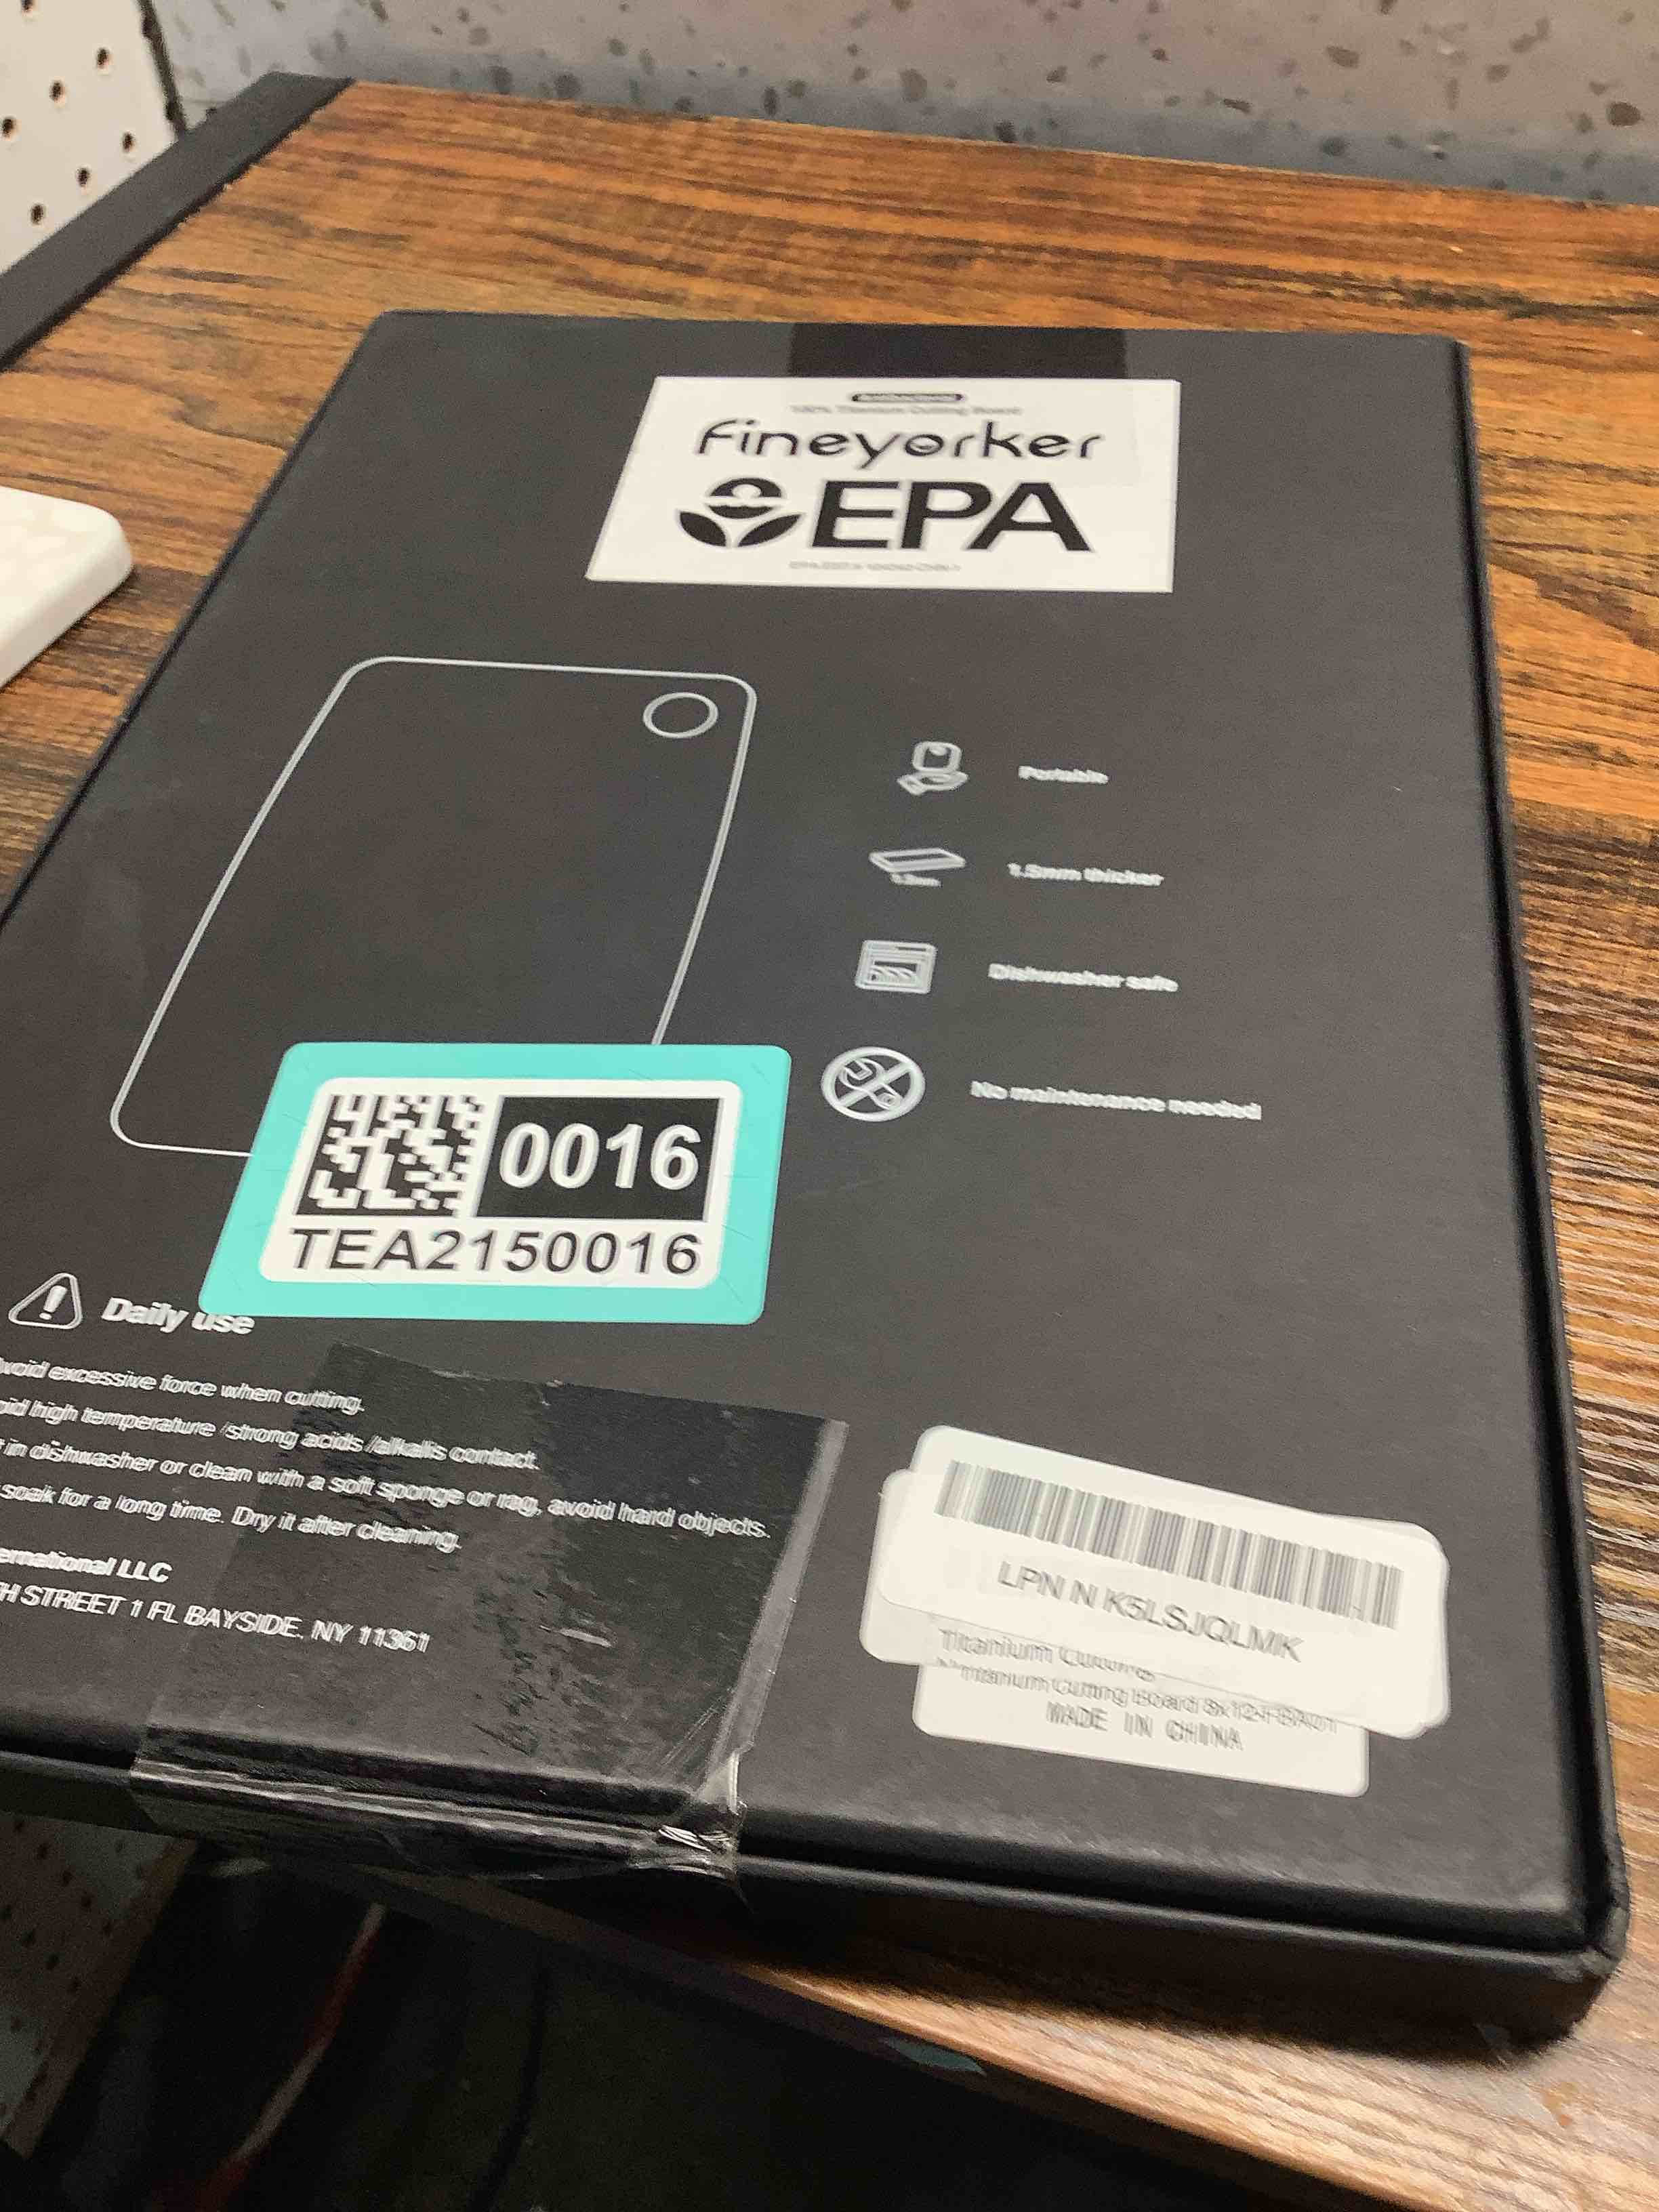 100% Titanium Cutting Board
Fineyorker
EPA
Portable
1.5mm thicker
Dishwasher safe
No maintenance needed
0016
TEA2150016
Daily use
void excessive force when cutting.
oid high temperature /strong acids /alkalis contact.
in dishwasher or clean with a soft sponge or rag, avoid hard objects.
soak for a long time. Dry it after cleaning.
ernational LLC
H STREET 1 FL BAYSIDE, NY 11361
LPN N K5LSJQLMK
Titanium Cutting
Titanium Cutting Board 8x12
MADE IN CHINA